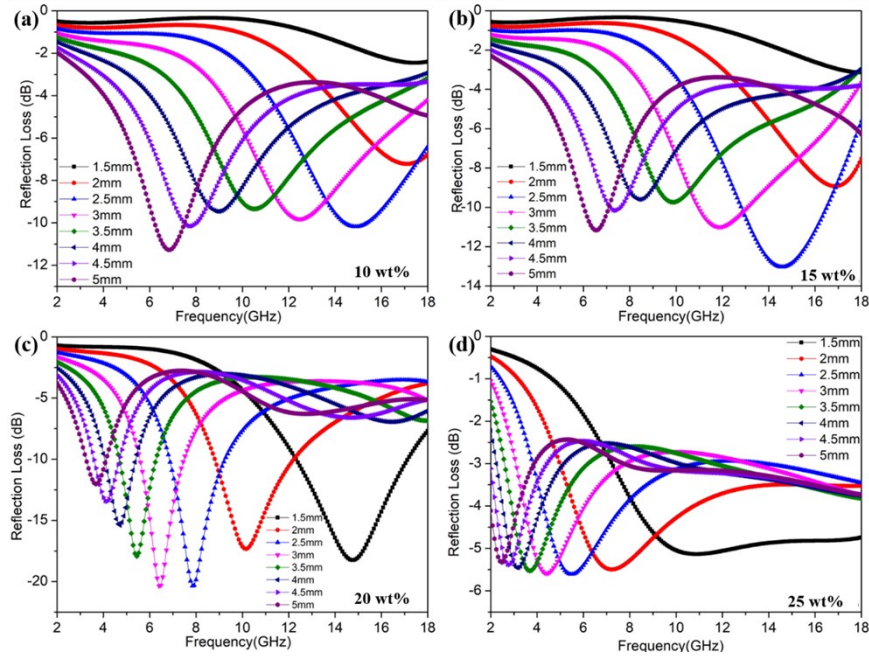 (a)
Reflection Loss (dB)
0
-2
-4
-6
-8
-10
-12
1.5mm
2mm
2.5mm
3mm
3.5mm
4mm
4.5mm
5mm
10 wt%
2 4 6 8 10 12 14 16 18
Frequency(GHz)
(b)
Reflection Loss (dB)
0
-2
-4
-6
-8
-10
-12
-14
1.5mm
2mm
2.5mm
3mm
3.5mm
4mm
4.5mm
5mm
15 wt%
2 4 6 8 10 12 14 16 18
Frequency(GHz)
(c)
Reflection Loss (dB)
0
-5
-10
-15
-20
1.5mm
2mm
2.5mm
3mm
3.5mm
4mm
4.5mm
5mm
20 wt%
2 4 6 8 10 12 14 16 18
Frequency(GHz)
(d)
Reflection Loss (dB)
0
-1
-2
-3
-4
-5
-6
1.5mm
2mm
2.5mm
3mm
3.5mm
4mm
4.5mm
5mm
25 wt%
2 4 6 8 10 12 14 16 18
Frequency(GHz)